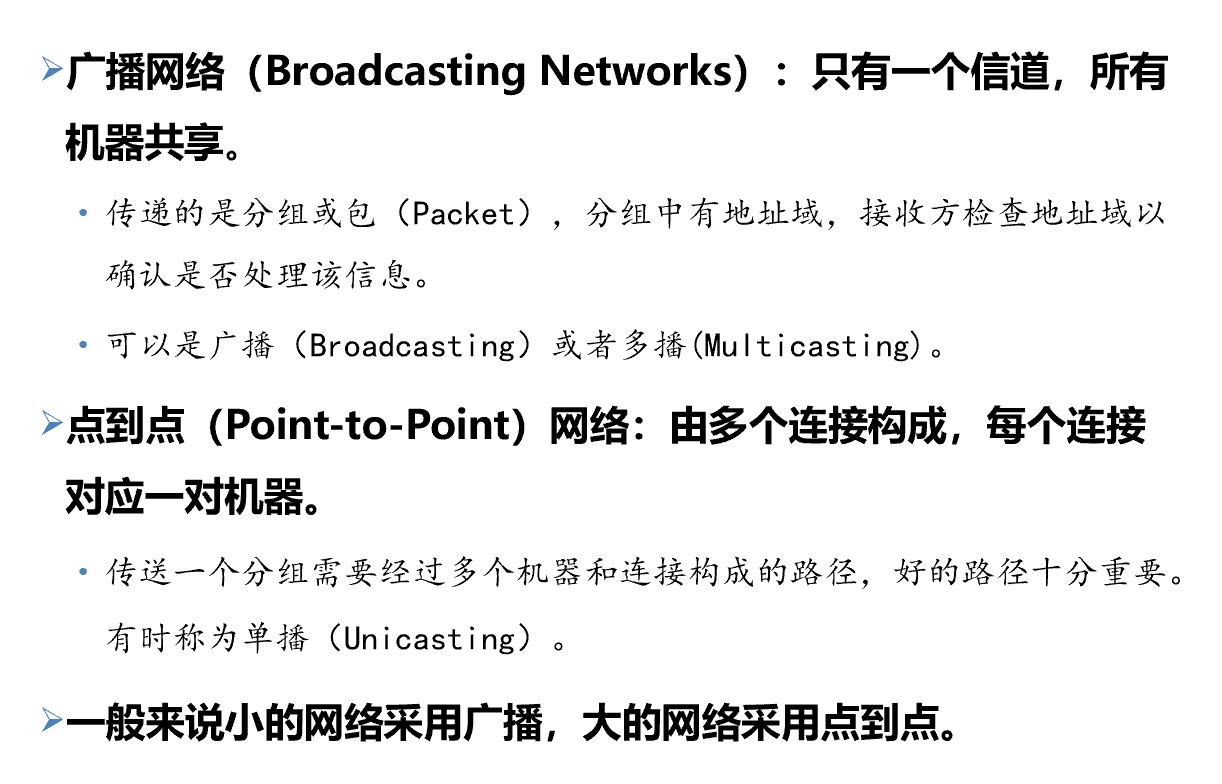 ➢广播网络（Broadcasting Networks）：只有一个信道，所有
机器共享。
• 传递的是分组或包（Packet），分组中有地址域，接收方检查地址域以
确认是否处理该信息。
• 可以是广播（Broadcasting）或者多播(Multicasting)。
➢点到点（Point-to-Point）网络：由多个连接构成，每个连接
对应一对机器。
• 传送一个分组需要经过多个机器和连接构成的路径，好的路径十分重要。
有时称为单播（Unicasting）。
➢一般来说小的网络采用广播，大的网络采用点到点。